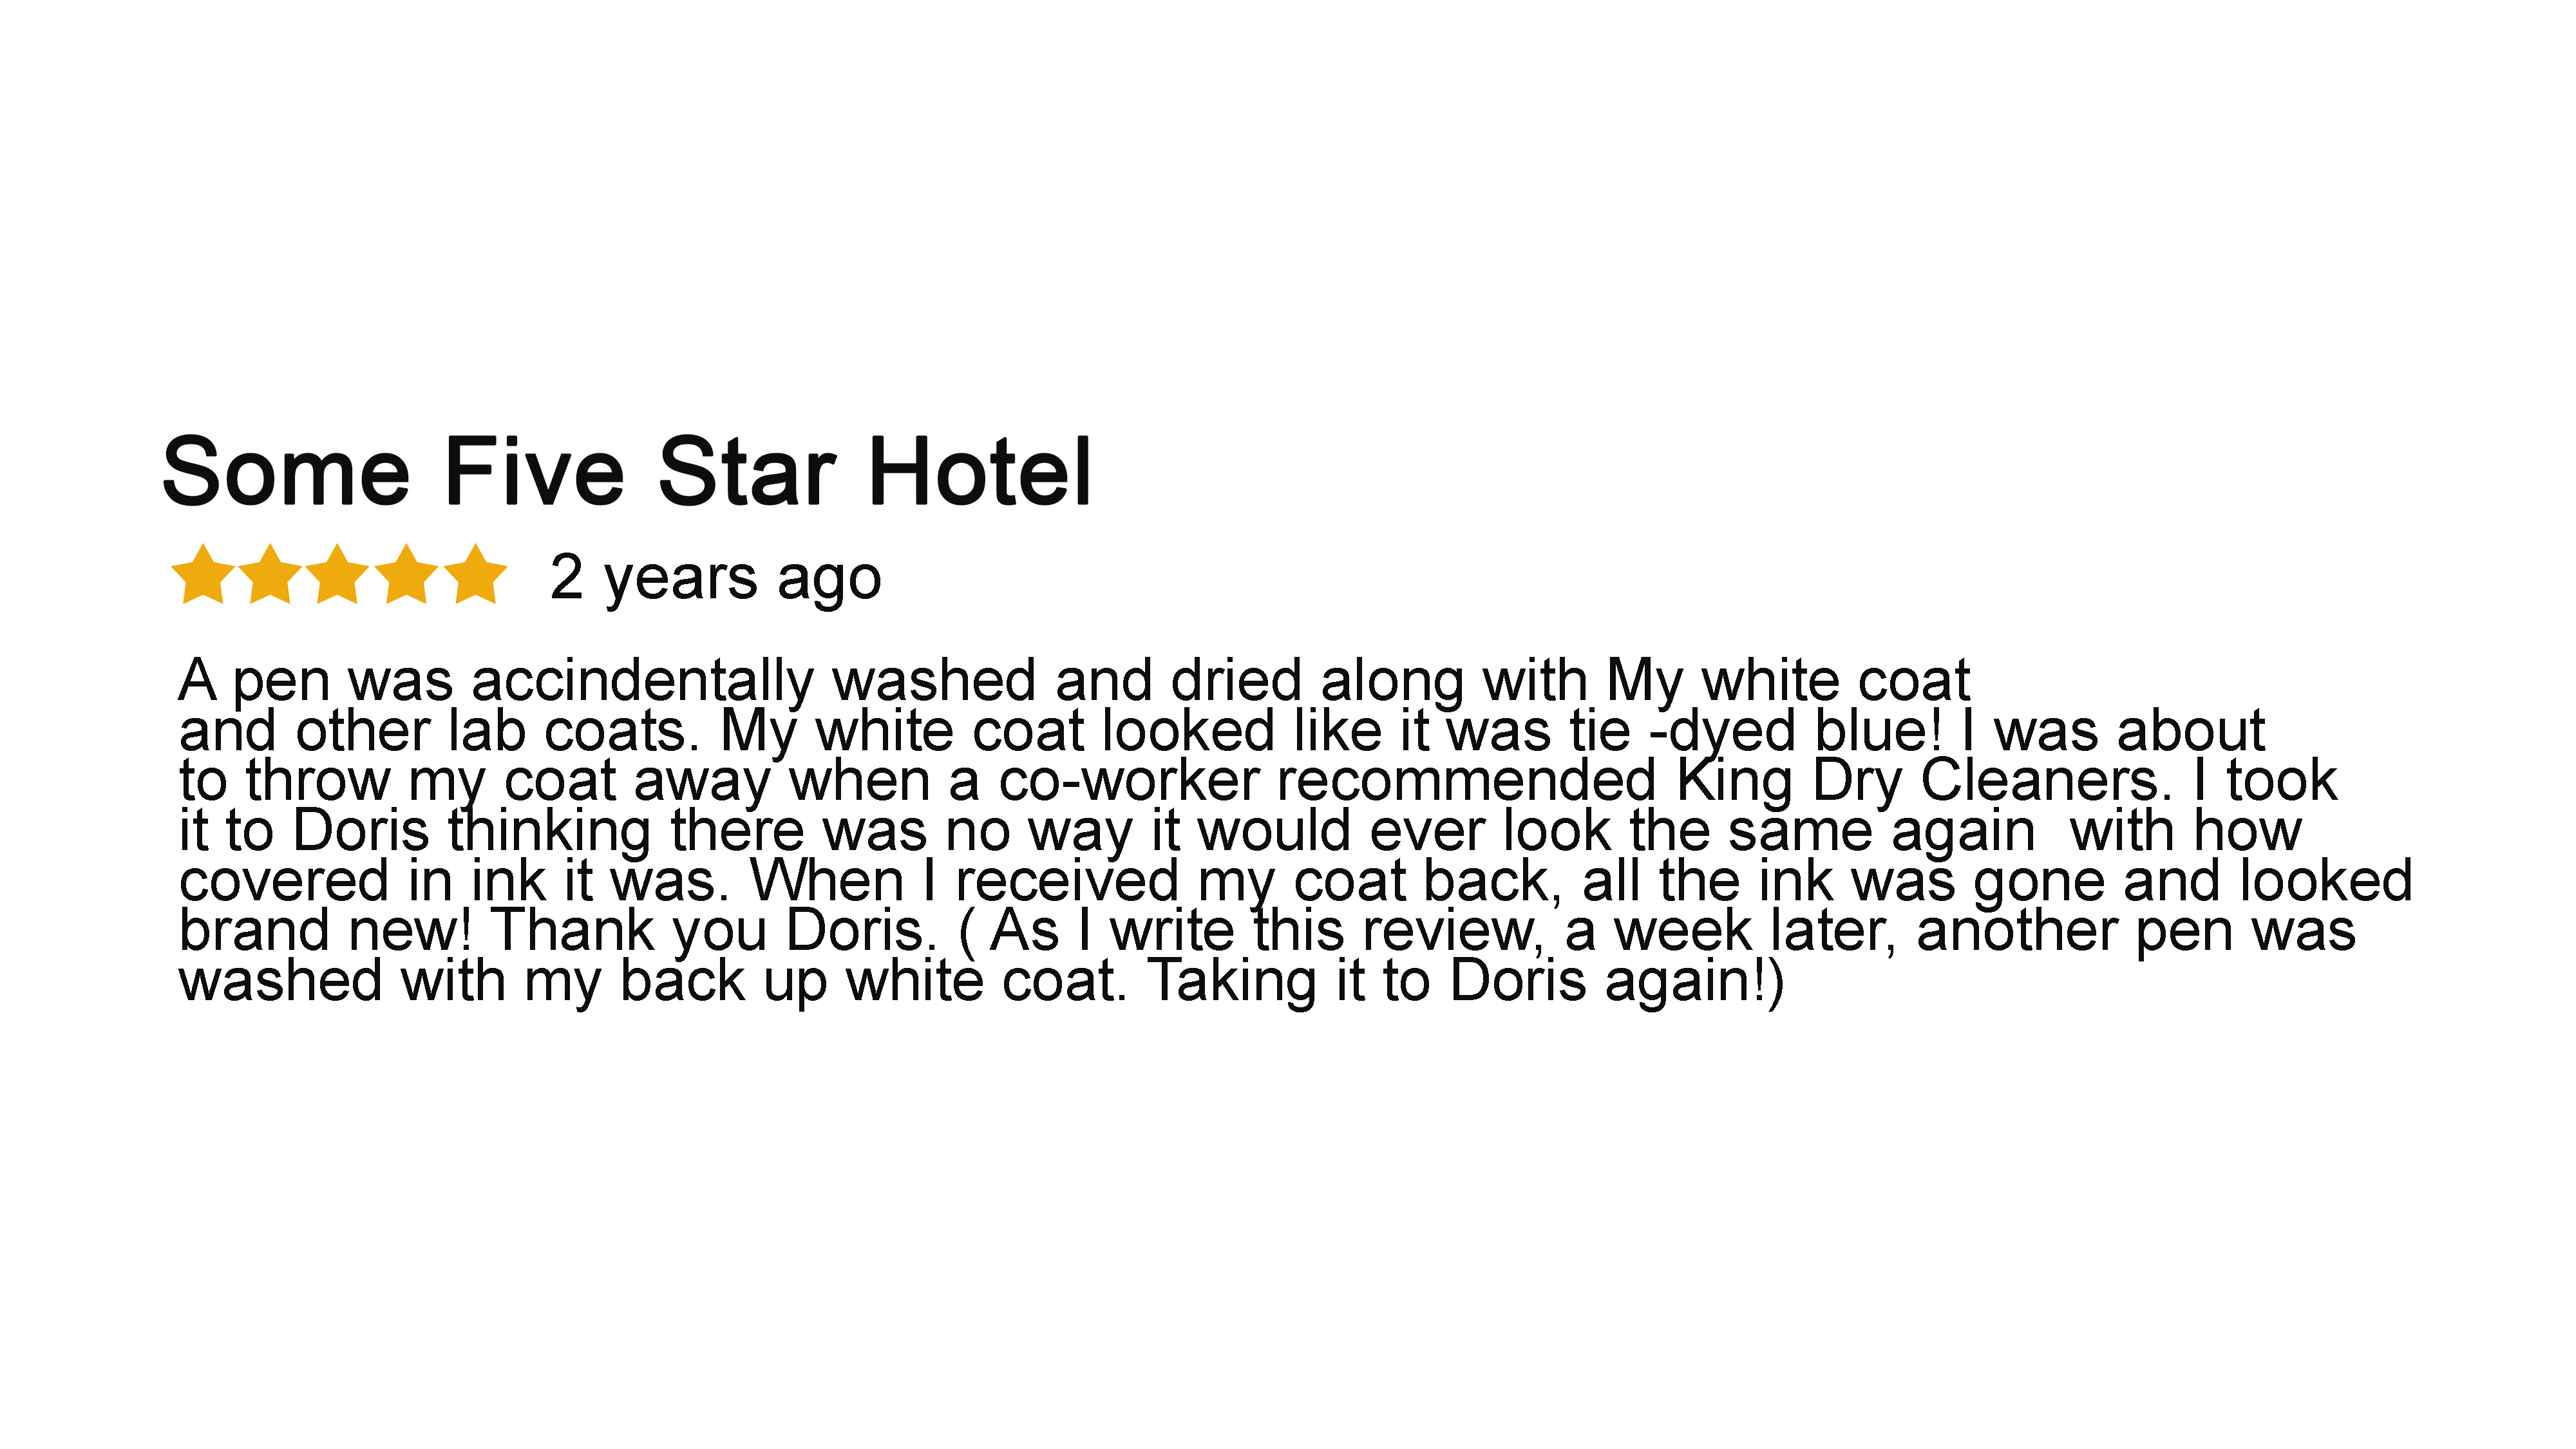 Some Five Star Hotel
2 years ago
A pen was accindentally washed and dried along with My white coat
and other lab coats. My white coat looked like it was tie -dyed blue! I was about
to throw my coat away when a co-worker recommended King Dry Cleaners. I took
it to Doris thinking there was no way it would ever look the same again with how
covered in ink it was. When I received my coat back, all the ink was gone and looked
brand new! Thank you Doris. ( As I write this review, a week later, another pen was
washed with my back up white coat. Taking it to Doris again!)